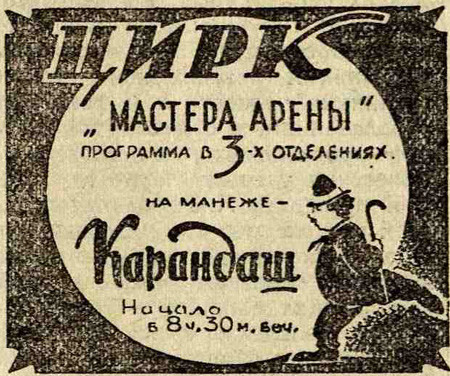 ЦИРК
„МАСТЕРА АРЕНЫ"
ПРОГРАММА В 3-Х ОТДЕЛЕНИЯХ.
НА МАНЕЖЕ –
Карандаш
Начало
в 8 ч. 30 м. веч.